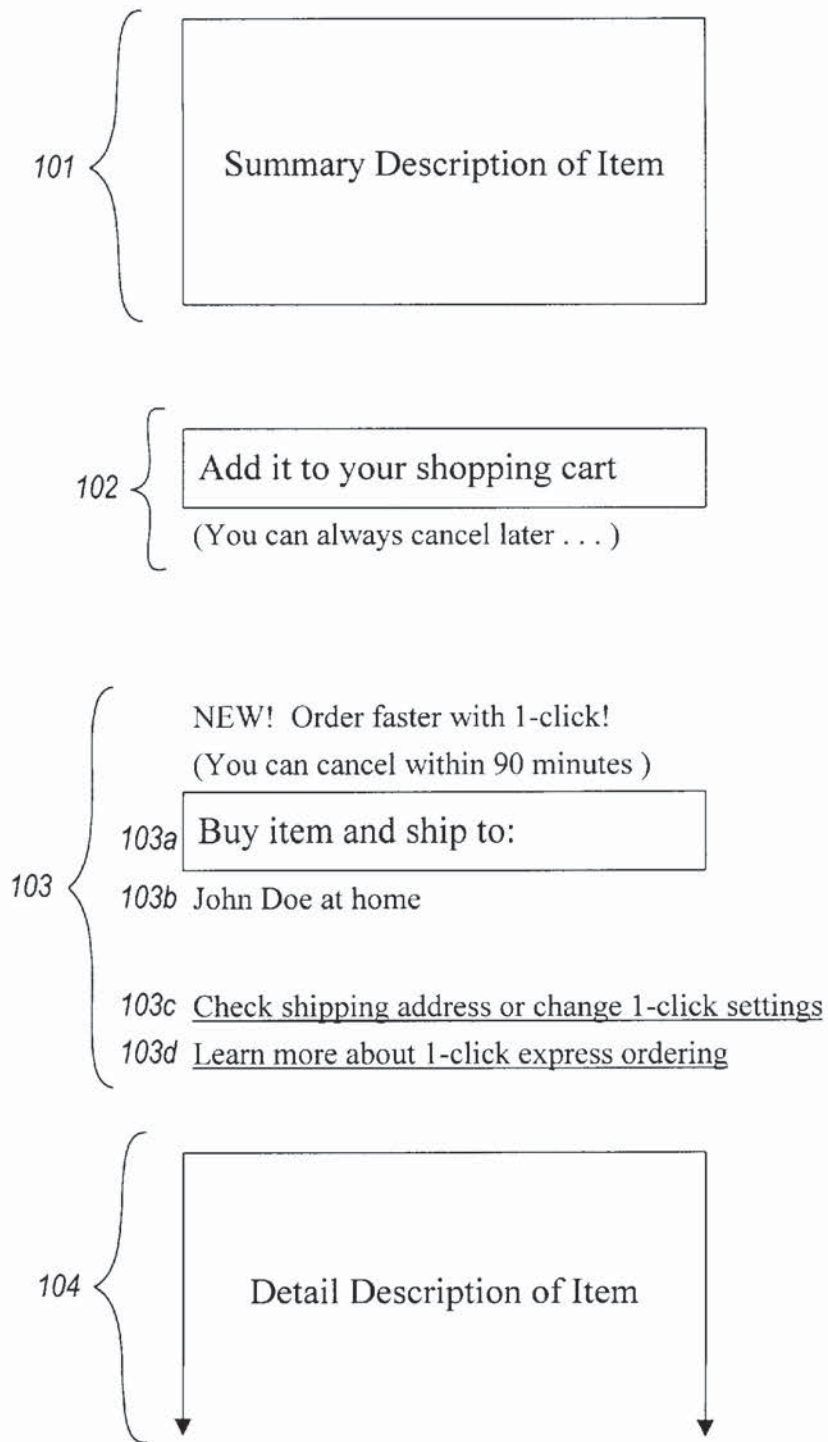 101 Summary Description of Item
102 Add it to your shopping cart
(You can always cancel later . . . )
NEW! Order faster with 1-click!
(You can cancel within 90 minutes )
103a Buy item and ship to:
103 103b John Doe at home
103c Check shipping address or change 1-click settings
103d Learn more about 1-click express ordering
104 Detail Description of Item